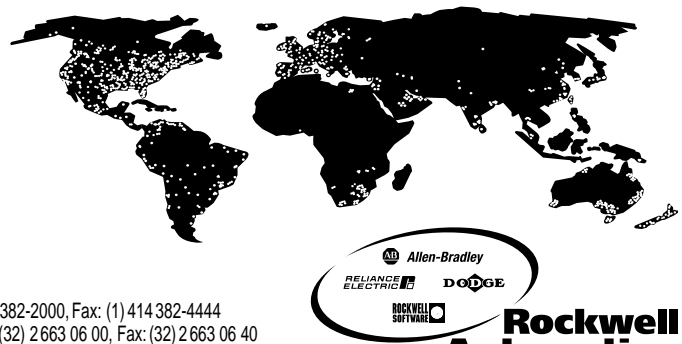 Allen-Bradley
RELIANCE
ELECTRIC
DODGE
ROCKWELL
SOFTWARE
Rockwell
382-2000, Fax: (1) 414 382-4444
(32) 2 663 06 00, Fax: (32) 2 663 06 40